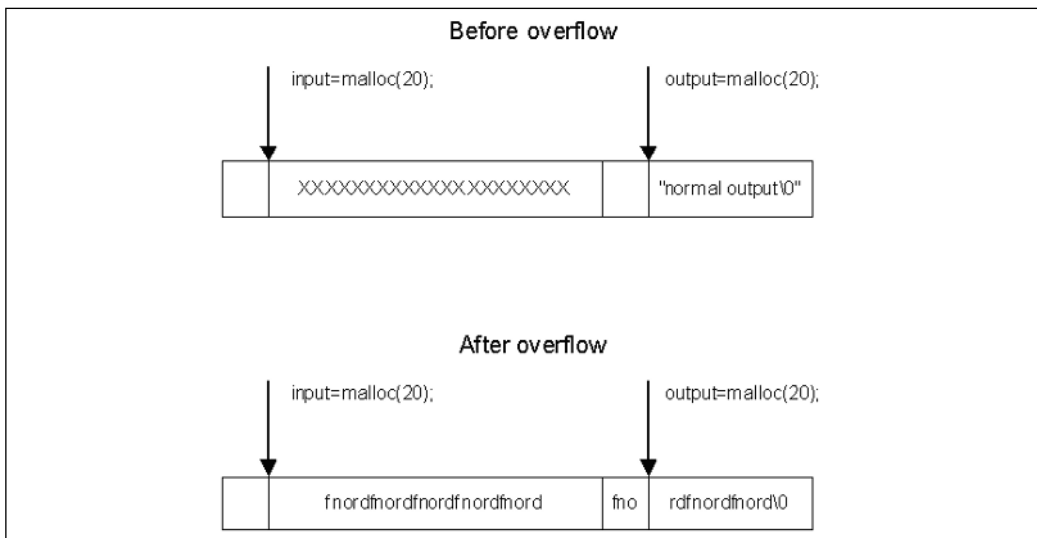 Before overflow
input=malloc(20);
output=malloc(20);
XXXXXXXXXXXXXXXXXXXX
"normal output\0"
After overflow
input=malloc(20);
output=malloc(20);
fnordfnordfnordfnordfnord
fno
rdfnordfnord\0